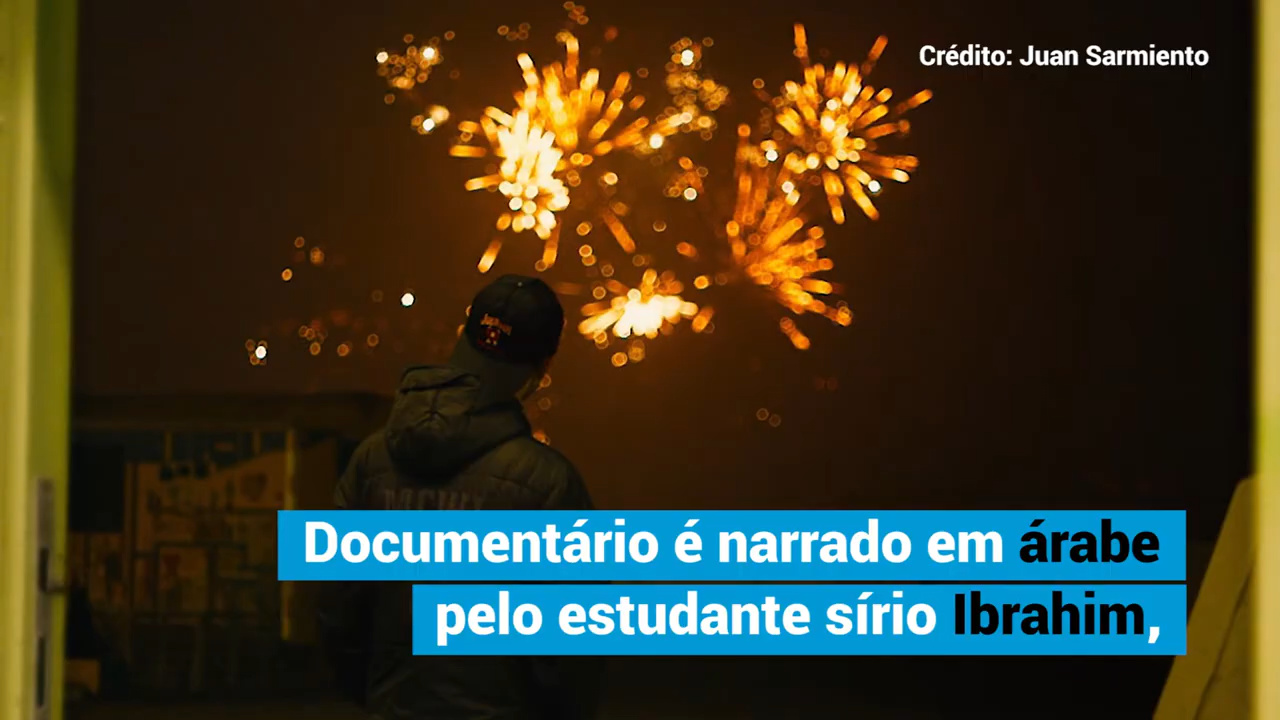 Crédito: Juan Sarmiento
Documentário é narrado em árabe
pelo estudante sírio Ibrahim,